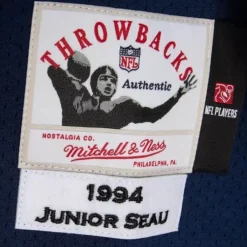 THROWBACKS
NFL
Authentic
NOSTALGIA CO.
Mitchell & Ness
PHILADELPHIA, PA.
NFL PLAYERS
1994
JUNIOR SEAU